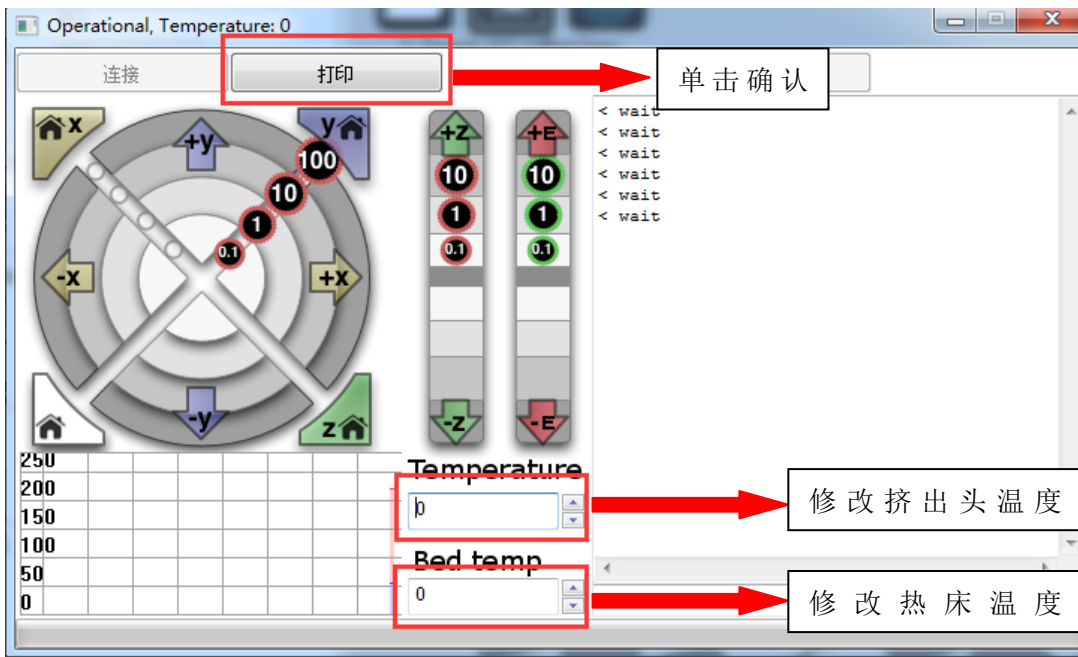 Operational, Temperature: 0
连接
打印
单击确认
x
+y
y
100
10
1
0.1
-x
+x
-y
z
+Z
10
1
0.1
-Z
+E
10
1
0.1
-E
< wait
< wait
< wait
< wait
< wait
< wait
250
200
150
100
50
0
Temperature
0
修改挤出头温度
Bed temp
0
修改热床温度